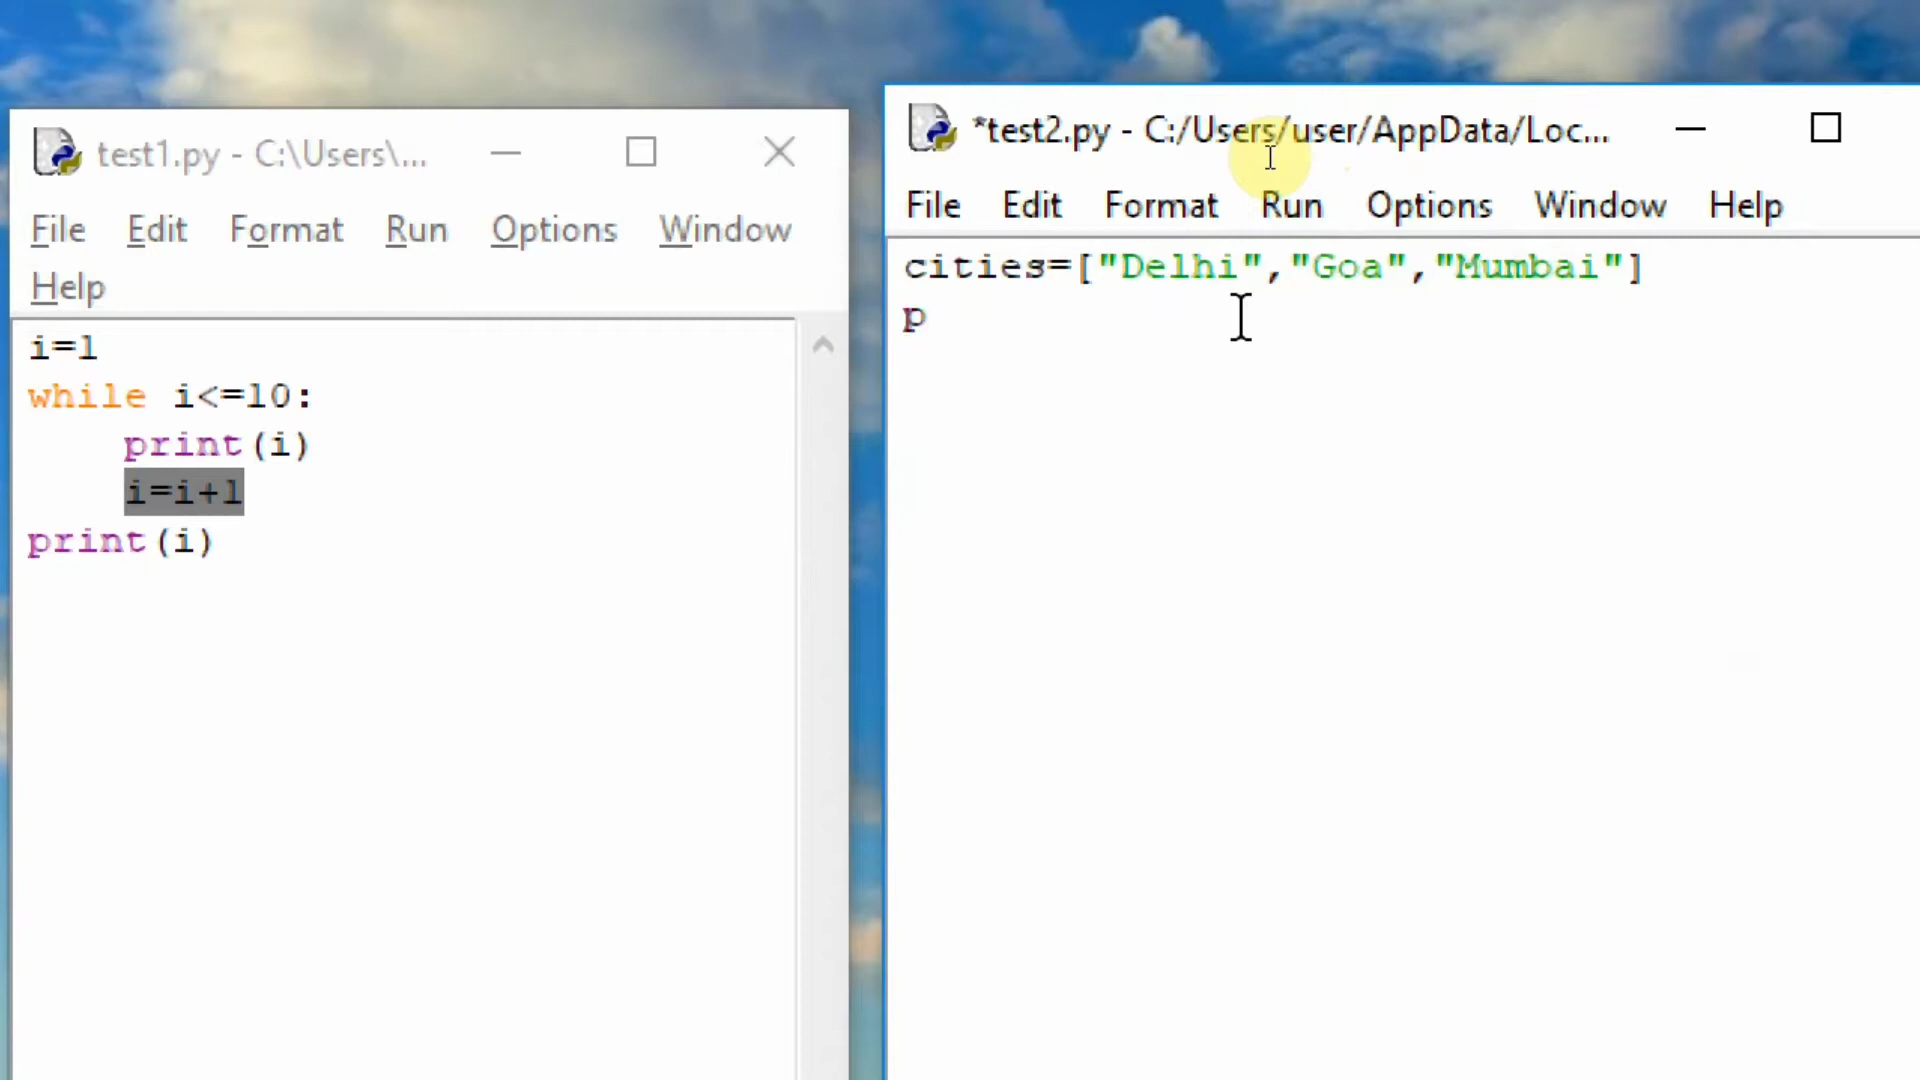 test1.py - C:\Users\...
File Edit Format Run Options Window
Help
i=1
while i<=10:
    print(i)
    i=i+1
print(i)
*test2.py - C:/Users/user/AppData/Loc...
File Edit Format Run Options Window Help
cities=["Delhi","Goa","Mumbai"]
p